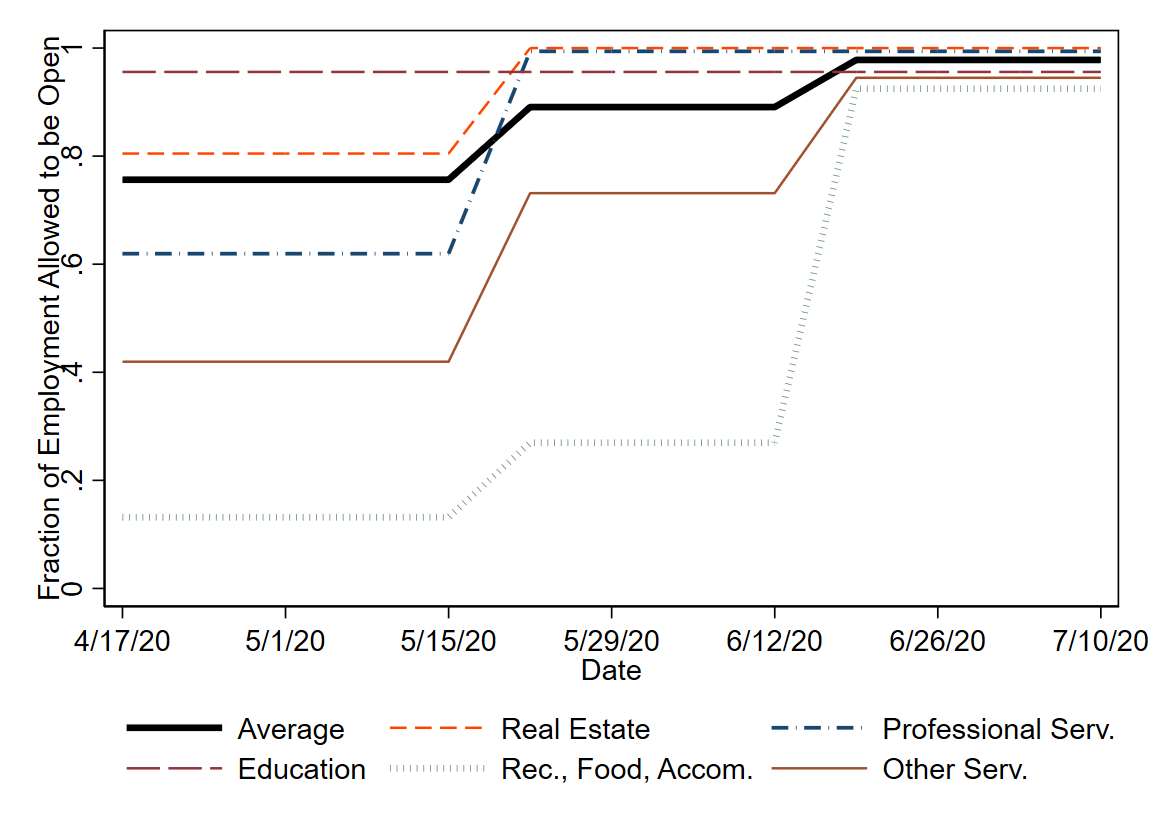 Fraction of Employment Allowed to be Open
1
.8
.6
.4
.2
0
4/17/20 5/1/20 5/15/20 5/29/20 6/12/20 6/26/20 7/10/20
Date
Average Real Estate Professional Serv.
Education Rec., Food, Accom. Other Serv.